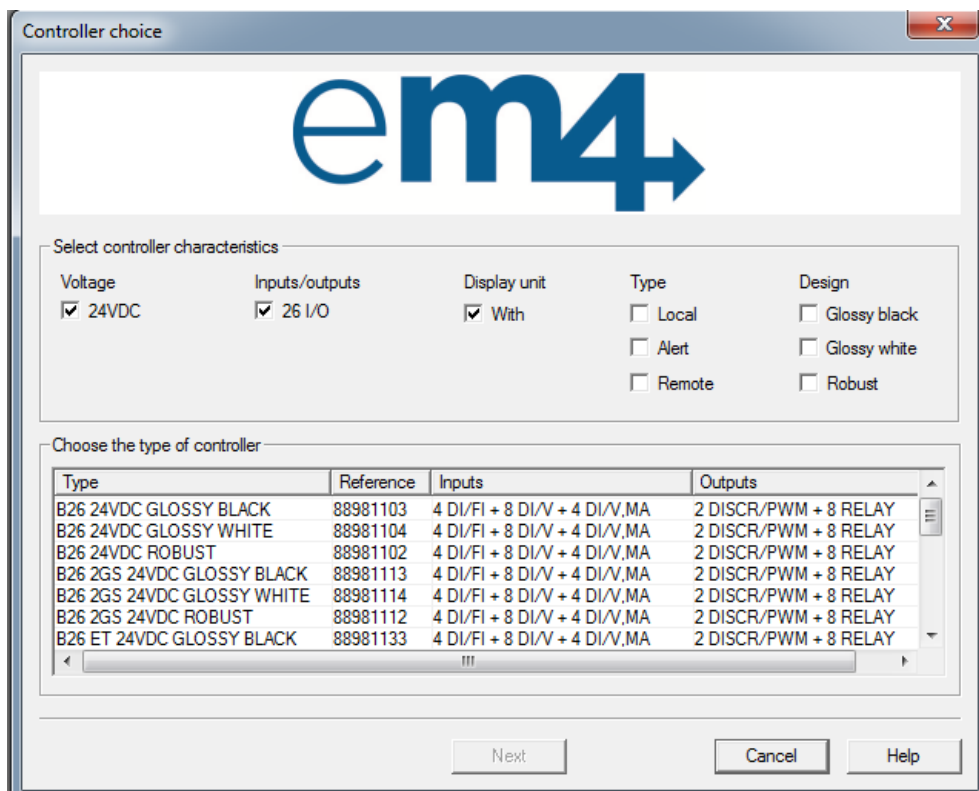 Controller choice
em4
Select controller characteristics
Voltage Inputs/outputs Display unit Type Design
24VDC 26 I/O With Local Glossy black
Alert Glossy white
Remote Robust
Choose the type of controller
Type Reference Inputs Outputs
B26 24VDC GLOSSY BLACK 88981103 4 DI/FI + 8 DI/V + 4 DI/V,MA 2 DISCR/PWM + 8 RELAY
B26 24VDC GLOSSY WHITE 88981104 4 DI/FI + 8 DI/V + 4 DI/V,MA 2 DISCR/PWM + 8 RELAY
B26 24VDC ROBUST 88981102 4 DI/FI + 8 DI/V + 4 DI/V,MA 2 DISCR/PWM + 8 RELAY
B26 2GS 24VDC GLOSSY BLACK 88981113 4 DI/FI + 8 DI/V + 4 DI/V,MA 2 DISCR/PWM + 8 RELAY
B26 2GS 24VDC GLOSSY WHITE 88981114 4 DI/FI + 8 DI/V + 4 DI/V,MA 2 DISCR/PWM + 8 RELAY
B26 2GS 24VDC ROBUST 88981112 4 DI/FI + 8 DI/V + 4 DI/V,MA 2 DISCR/PWM + 8 RELAY
B26 ET 24VDC GLOSSY BLACK 88981133 4 DI/FI + 8 DI/V + 4 DI/V,MA 2 DISCR/PWM + 8 RELAY
Next Cancel Help